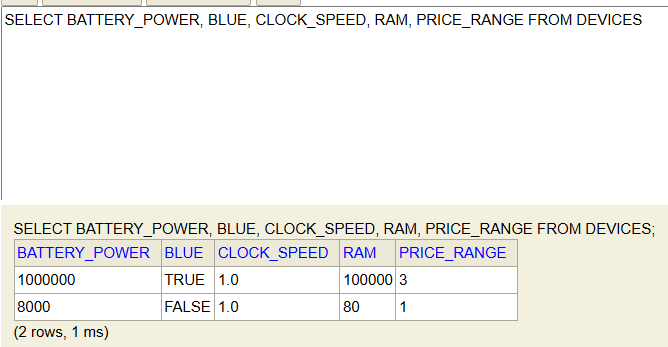 SELECT BATTERY_POWER, BLUE, CLOCK_SPEED, RAM, PRICE_RANGE FROM DEVICES
SELECT BATTERY_POWER, BLUE, CLOCK_SPEED, RAM, PRICE_RANGE FROM DEVICES;
BATTERY_POWER BLUE CLOCK_SPEED RAM PRICE_RANGE
1000000 TRUE 1.0 100000 3
8000 FALSE 1.0 80 1
(2 rows, 1 ms)